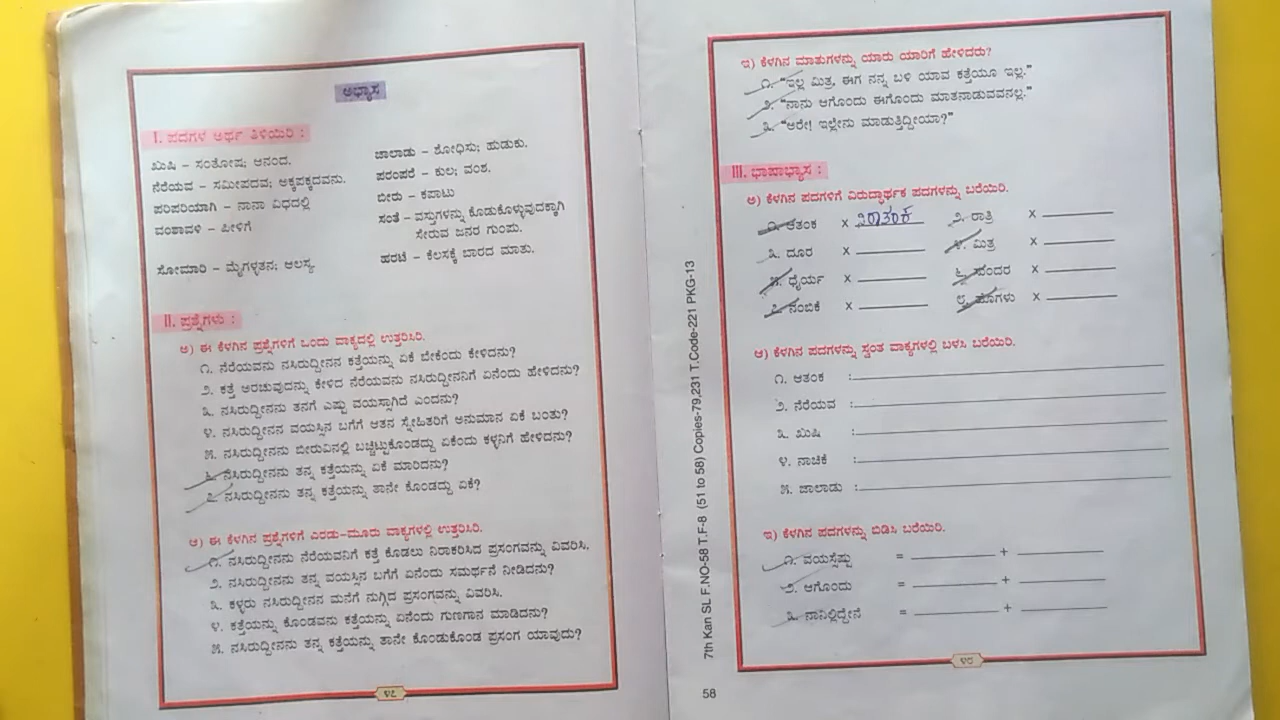 ಅಭ್ಯಾಸ
I. ಪದಗಳ ಅರ್ಥ ತಿಳಿಯಿರಿ :
ಖುಷಿ – ಸಂತೋಷ; ಆನಂದ.
ನೆರೆಯವ – ಸಮೀಪದವ; ಅಕ್ಕಪಕ್ಕದವನು.
ಪರಿಪರಿಯಾಗಿ – ನಾನಾ ವಿಧದಲ್ಲಿ
ವಂಶಾವಳಿ – ಪೀಳಿಗೆ
ಸೋಮಾರಿ – ಮೈಗಳ್ಳತನ; ಆಲಸ್ಯ.
ಜಾಲಾಡು – ಶೋಧಿಸು; ಹುಡುಕು.
ಪರಂಪರೆ – ಕುಲ; ವಂಶ.
ಬೀರು – ಕಪಾಟು
ಸಂತೆ – ವಸ್ತುಗಳನ್ನು ಕೊಡುಕೊಳ್ಳುವುದಕ್ಕಾಗಿ
ಸೇರುವ ಜನರ ಗುಂಪು.
ಹರಟೆ – ಕೆಲಸಕ್ಕೆ ಬಾರದ ಮಾತು.
II. ಪ್ರಶ್ನೆಗಳು :
ಅ) ಈ ಕೆಳಗಿನ ಪ್ರಶ್ನೆಗಳಿಗೆ ಒಂದು ವಾಕ್ಯದಲ್ಲಿ ಉತ್ತರಿಸಿರಿ.
೧. ನೆರೆಯವನು ನಸಿರುದ್ದೀನನ ಕತ್ತೆಯನ್ನು ಏಕೆ ಬೇಕೆಂದು ಕೇಳಿದನು?
೨. ಕತ್ತೆ ಅರಚುವುದನ್ನು ಕೇಳಿದ ನೆರೆಯವನು ನಸಿರುದ್ದೀನನಿಗೆ ಏನೆಂದು ಹೇಳಿದನು?
೩. ನಸಿರುದ್ದೀನನು ತನಗೆ ಎಷ್ಟು ವಯಸ್ಸಾಗಿದೆ ಎಂದನು?
೪. ನಸಿರುದ್ದೀನನ ವಯಸ್ಸಿನ ಬಗೆಗೆ ಆತನ ಸ್ನೇಹಿತರಿಗೆ ಅನುಮಾನ ಏಕೆ ಬಂತು?
೫. ನಸಿರುದ್ದೀನನು ಬೀರುವಿನಲ್ಲಿ ಬಚ್ಚಿಟ್ಟುಕೊಂಡದ್ದು ಏಕೆಂದು ಕಳ್ಳನಿಗೆ ಹೇಳಿದನು?
೬. ನಸಿರುದ್ದೀನನು ತನ್ನ ಕತ್ತೆಯನ್ನು ಏಕೆ ಮಾರಿದನು?
೭. ನಸಿರುದ್ದೀನನು ತನ್ನ ಕತ್ತೆಯನ್ನು ತಾನೇ ಕೊಂಡದ್ದು ಏಕೆ?
ಆ) ಈ ಕೆಳಗಿನ ಪ್ರಶ್ನೆಗಳಿಗೆ ಎರಡು–ಮೂರು ವಾಕ್ಯಗಳಲ್ಲಿ ಉತ್ತರಿಸಿರಿ.
೧. ನಸಿರುದ್ದೀನನು ನೆರೆಯವನಿಗೆ ಕತ್ತೆ ಕೊಡಲು ನಿರಾಕರಿಸಿದ ಪ್ರಸಂಗವನ್ನು ವಿವರಿಸಿ.
೨. ನಸಿರುದ್ದೀನನು ತನ್ನ ವಯಸ್ಸಿನ ಬಗೆಗೆ ಏನೆಂದು ಸಮರ್ಥನೆ ನೀಡಿದನು?
೩. ಕಳ್ಳರು ನಸಿರುದ್ದೀನನ ಮನೆಗೆ ನುಗ್ಗಿದ ಪ್ರಸಂಗವನ್ನು ವಿವರಿಸಿ.
೪. ಕತ್ತೆಯನ್ನು ಕೊಂಡವನು ಕತ್ತೆಯನ್ನು ಏನೆಂದು ಗುಣಗಾನ ಮಾಡಿದನು?
೫. ನಸಿರುದ್ದೀನನು ತನ್ನ ಕತ್ತೆಯನ್ನು ತಾನೇ ಕೊಂಡುಕೊಂಡ ಪ್ರಸಂಗ ಯಾವುದು?
೪೭
ಇ) ಕೆಳಗಿನ ಮಾತುಗಳನ್ನು ಯಾರು ಯಾರಿಗೆ ಹೇಳಿದರು?
೧. "ಇಲ್ಲ ಮಿತ್ರ, ಈಗ ನನ್ನ ಬಳಿ ಯಾವ ಕತ್ತೆಯೂ ಇಲ್ಲ."
೨. "ನಾನು ಆಗೊಂದು ಈಗೊಂದು ಮಾತನಾಡುವವನಲ್ಲ."
೩. "ಅರೇ! ಇಲ್ಲೇನು ಮಾಡುತ್ತಿದ್ದೀಯಾ?"
III. ಭಾಷಾಭ್ಯಾಸ :
ಅ) ಕೆಳಗಿನ ಪದಗಳಿಗೆ ವಿರುದ್ಧಾರ್ಥಕ ಪದಗಳನ್ನು ಬರೆಯಿರಿ.
೧. ಆತಂಕ x ನಿರಾತಂಕ ೨. ರಾತ್ರಿ x
೩. ದೂರ x ೪. ಮಿತ್ರ x
೫. ಧೈರ್ಯ x ೬. ಸುಂದರ x
೭. ನಂಬಿಕೆ x ೮. ಹೊಗಳು x
ಆ) ಕೆಳಗಿನ ಪದಗಳನ್ನು ಸ್ವಂತ ವಾಕ್ಯಗಳಲ್ಲಿ ಬಳಸಿ ಬರೆಯಿರಿ.
೧. ಆತಂಕ :
೨. ನೆರೆಯವ :
೩. ಖುಷಿ :
೪. ನಾಚಿಕೆ :
೫. ಜಾಲಾಡು :
ಇ) ಕೆಳಗಿನ ಪದಗಳನ್ನು ಬಿಡಿಸಿ ಬರೆಯಿರಿ.
೧. ವಯಸ್ಸೆಷ್ಟು = +
೨. ಆಗೊಂದು = +
೩. ನಾನಿಲ್ಲಿದ್ದೇನೆ = +
೪೮
7th Kan SL F.NO-58 T.F-8 (51 to 58) Copies-79,231 T.Code-221 PKG-13
58